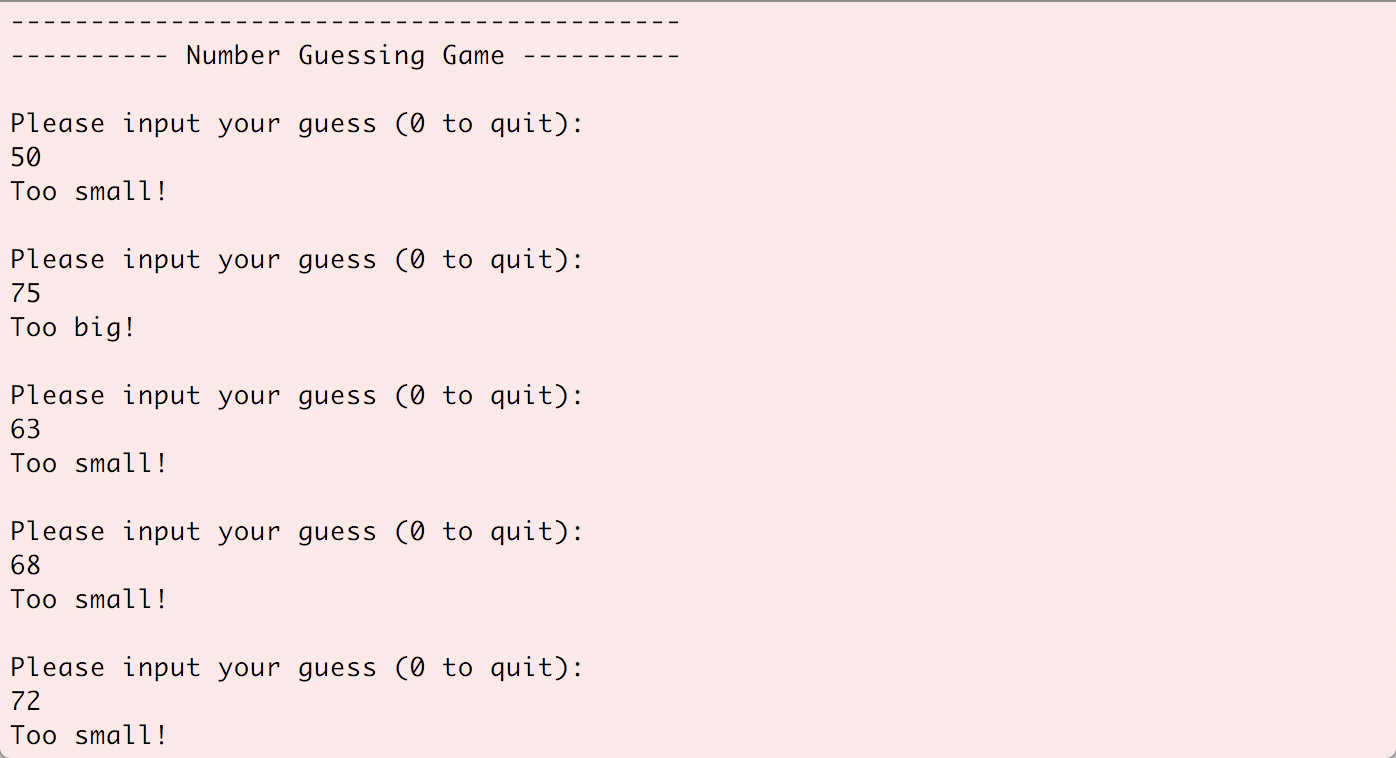 ------------------------------------------
---------- Number Guessing Game ----------
Please input your guess (0 to quit):
50
Too small!
Please input your guess (0 to quit):
75
Too big!
Please input your guess (0 to quit):
63
Too small!
Please input your guess (0 to quit):
68
Too small!
Please input your guess (0 to quit):
72
Too small!